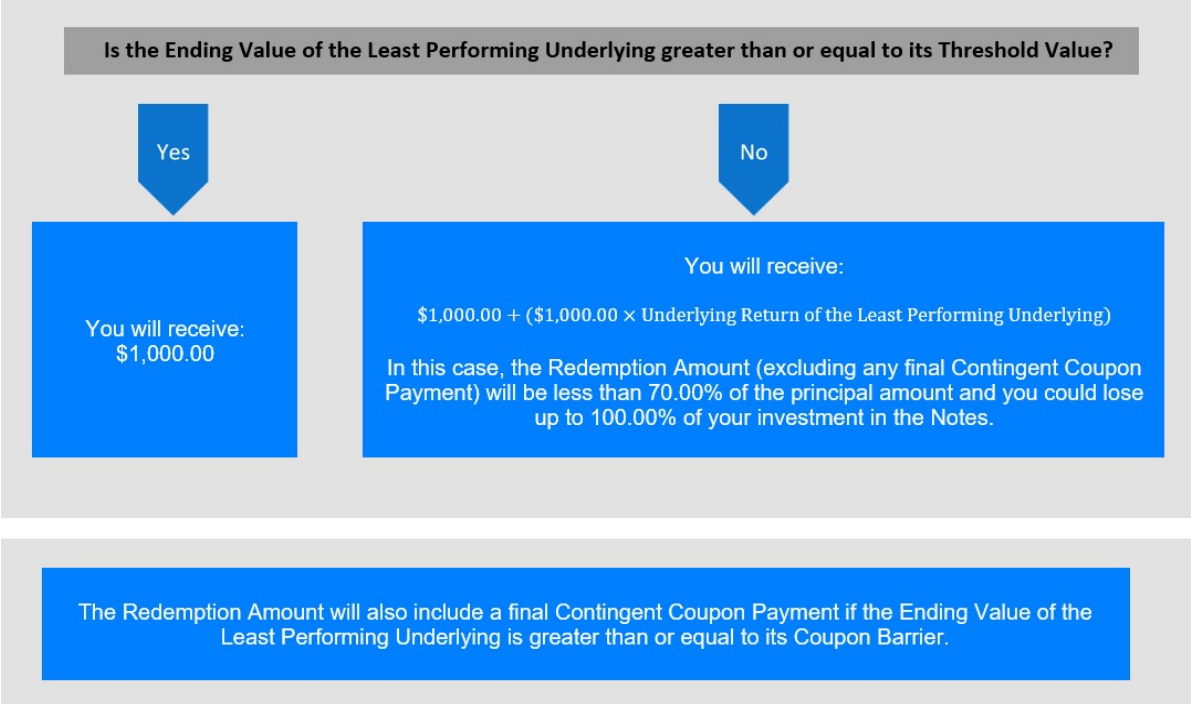 Is the Ending Value of the Least Performing Underlying greater than or equal to its Threshold Value?
Yes
No
You will receive:
$1,000.00
You will receive:
$1,000.00 + ($1,000.00 × Underlying Return of the Least Performing Underlying)
In this case, the Redemption Amount (excluding any final Contingent Coupon
Payment) will be less than 70.00% of the principal amount and you could lose
up to 100.00% of your investment in the Notes.
The Redemption Amount will also include a final Contingent Coupon Payment if the Ending Value of the
Least Performing Underlying is greater than or equal to its Coupon Barrier.